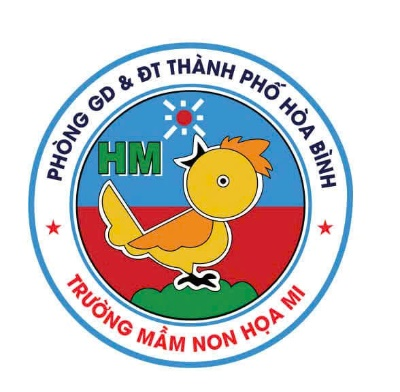 PHÒNG GD & ĐT THÀNH PHỐ HÒA BÌNH
HM
TRƯỜNG MẦM NON HỌA MI